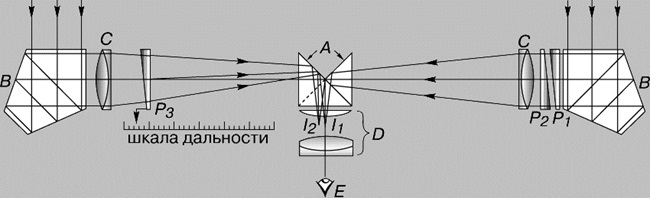 C A C
B B
P3 P2 P1
I2 I1 D
шкала дальности
E